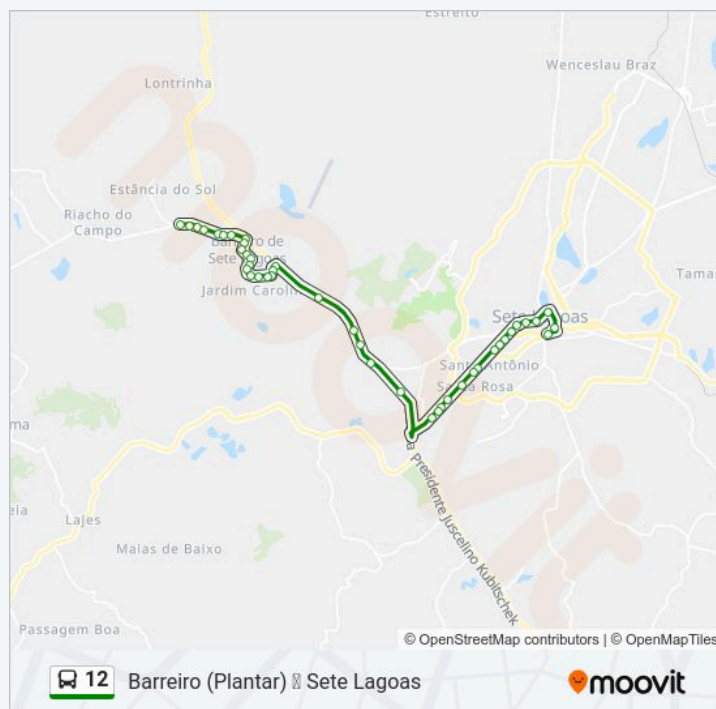 Estreito
Wenceslau Braz
Lontrinha
Estância do Sol
Riacho do
Campo
Barreiro de
Sete Lagoas
Jardim Carolin
Tamar
Sete Lagoas
Santo Antônio
Santa Rosa
ma
Presidente Juscelino Kubitschek
eia
Lajes
Maias de Baixo
Passagem Boa
© OpenStreetMap contributors | © OpenMapTiles
12 Barreiro (Plantar) Sete Lagoas
moovit
moovit